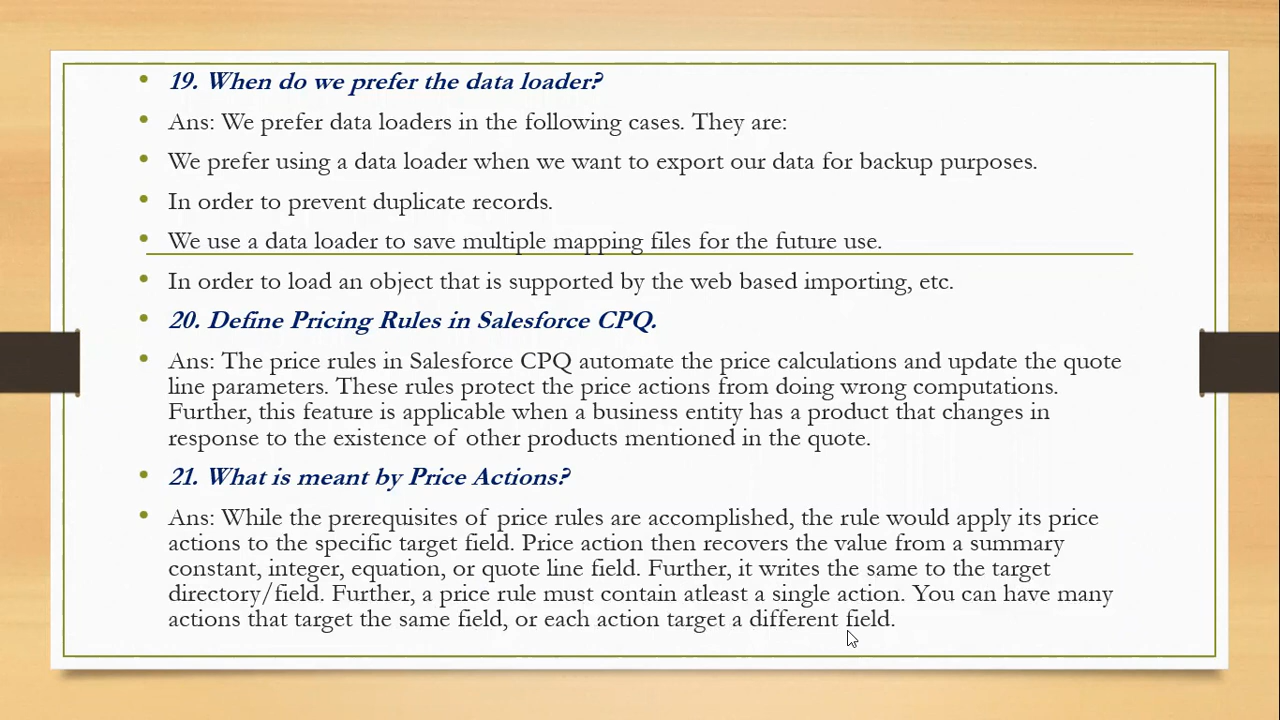 • 19. When do we prefer the data loader?
• Ans: We prefer data loaders in the following cases. They are:
• We prefer using a data loader when we want to export our data for backup purposes.
• In order to prevent duplicate records.
• We use a data loader to save multiple mapping files for the future use.
• In order to load an object that is supported by the web based importing, etc.
• 20. Define Pricing Rules in Salesforce CPQ.
• Ans: The price rules in Salesforce CPQ automate the price calculations and update the quote
line parameters. These rules protect the price actions from doing wrong computations.
Further, this feature is applicable when a business entity has a product that changes in
response to the existence of other products mentioned in the quote.
• 21. What is meant by Price Actions?
• Ans: While the prerequisites of price rules are accomplished, the rule would apply its price
actions to the specific target field. Price action then recovers the value from a summary
constant, integer, equation, or quote line field. Further, it writes the same to the target
directory/field. Further, a price rule must contain atleast a single action. You can have many
actions that target the same field, or each action target a different field.